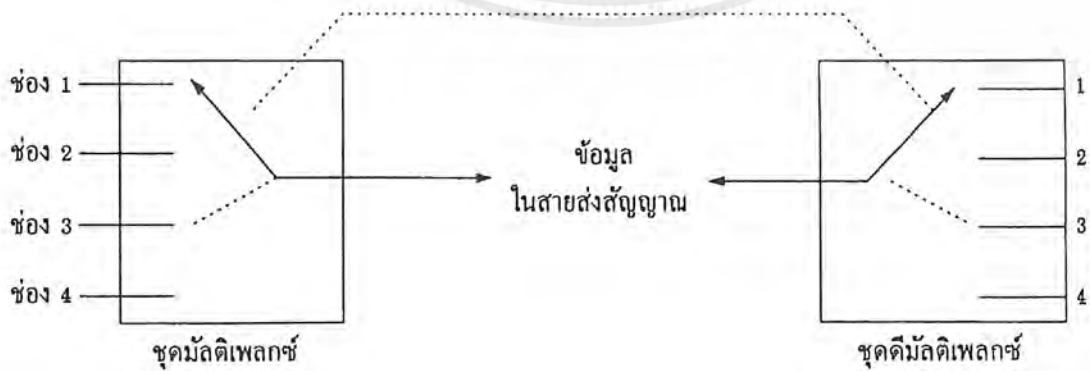 ช่อง 1
ช่อง 2
ช่อง 3
ช่อง 4
ชุดมัลติเพลกซ์
ข้อมูล
ในสายส่งสัญญาณ
1
2
3
4
ชุดดีมัลติเพลกซ์